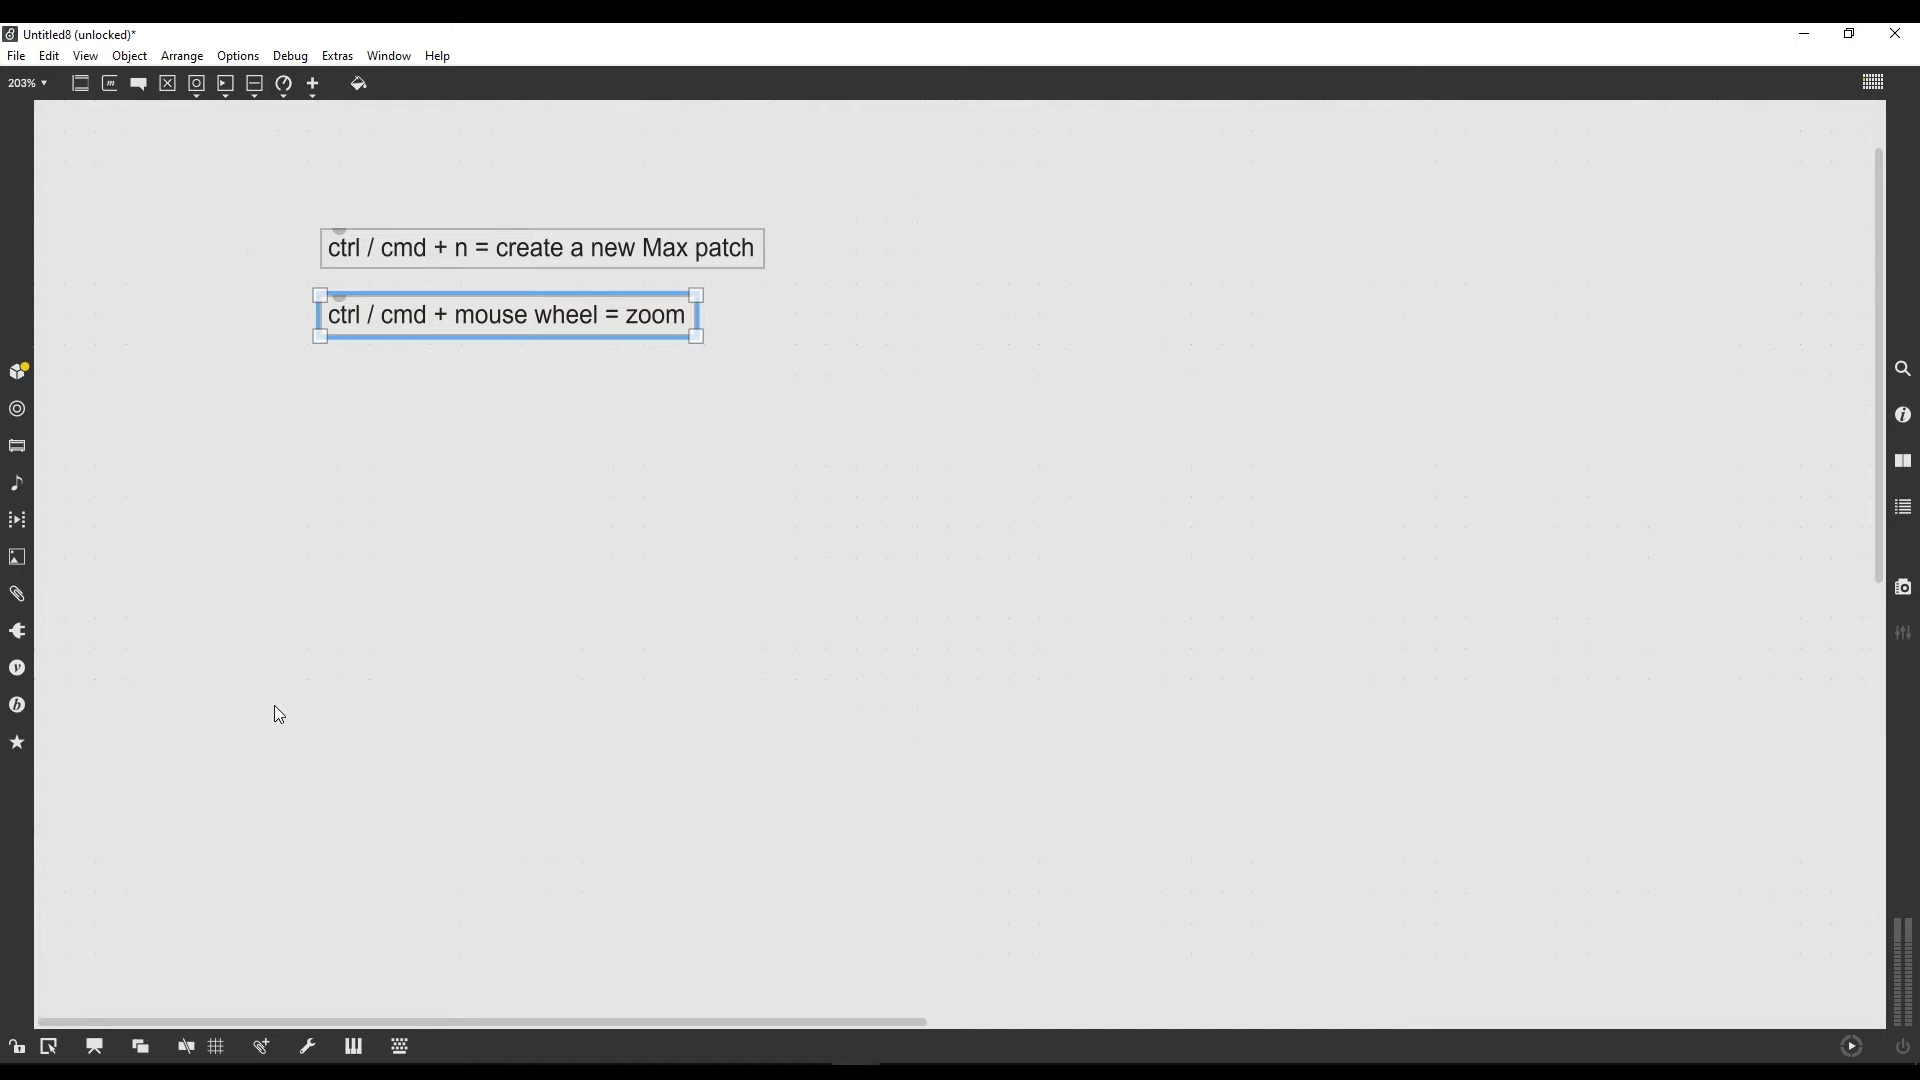 Untitled8 (unlocked)*
File Edit View Object Arrange Options Debug Extras Window Help
203%
ctrl / cmd + n = create a new Max patch
ctrl / cmd + mouse wheel = zoom